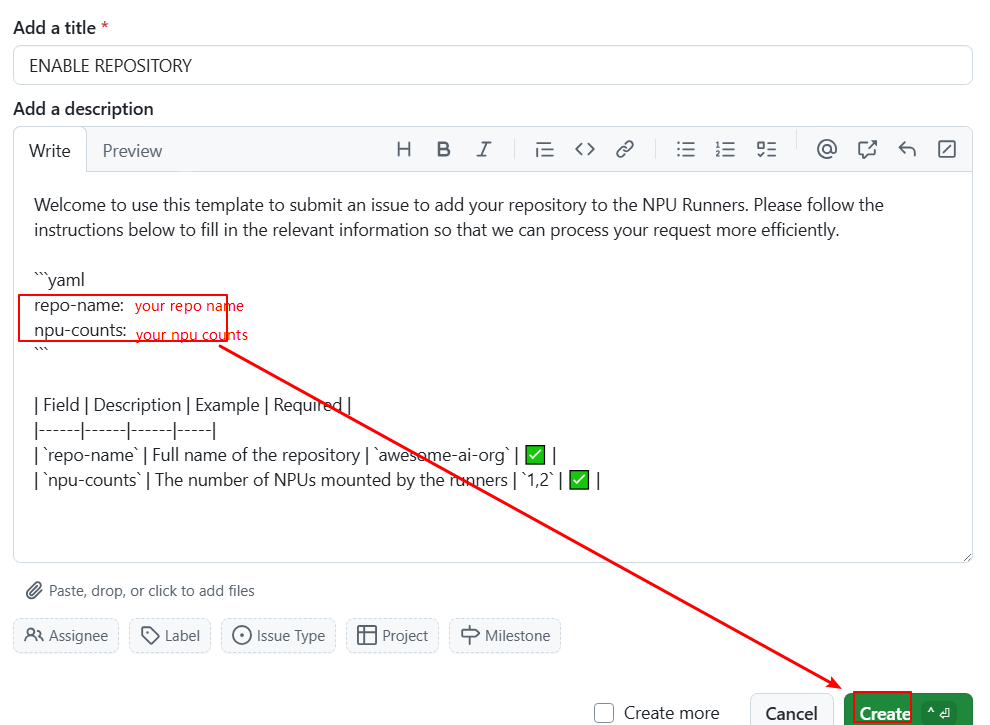 Add a title *
ENABLE REPOSITORY
Add a description
Write Preview
Welcome to use this template to submit an issue to add your repository to the NPU Runners. Please follow the
instructions below to fill in the relevant information so that we can process your request more efficiently.
```yaml
repo-name: your repo name
npu-counts: your npu counts
```
| Field | Description | Example | Required |
|------|------|------|-----|
| `repo-name` | Full name of the repository | `awesome-ai-org` | ✅ |
| `npu-counts` | The number of NPUs mounted by the runners | `1,2` | ✅ |
Paste, drop, or click to add files
Assignee Label Issue Type Project Milestone
Create more Cancel Create ^ ⏎